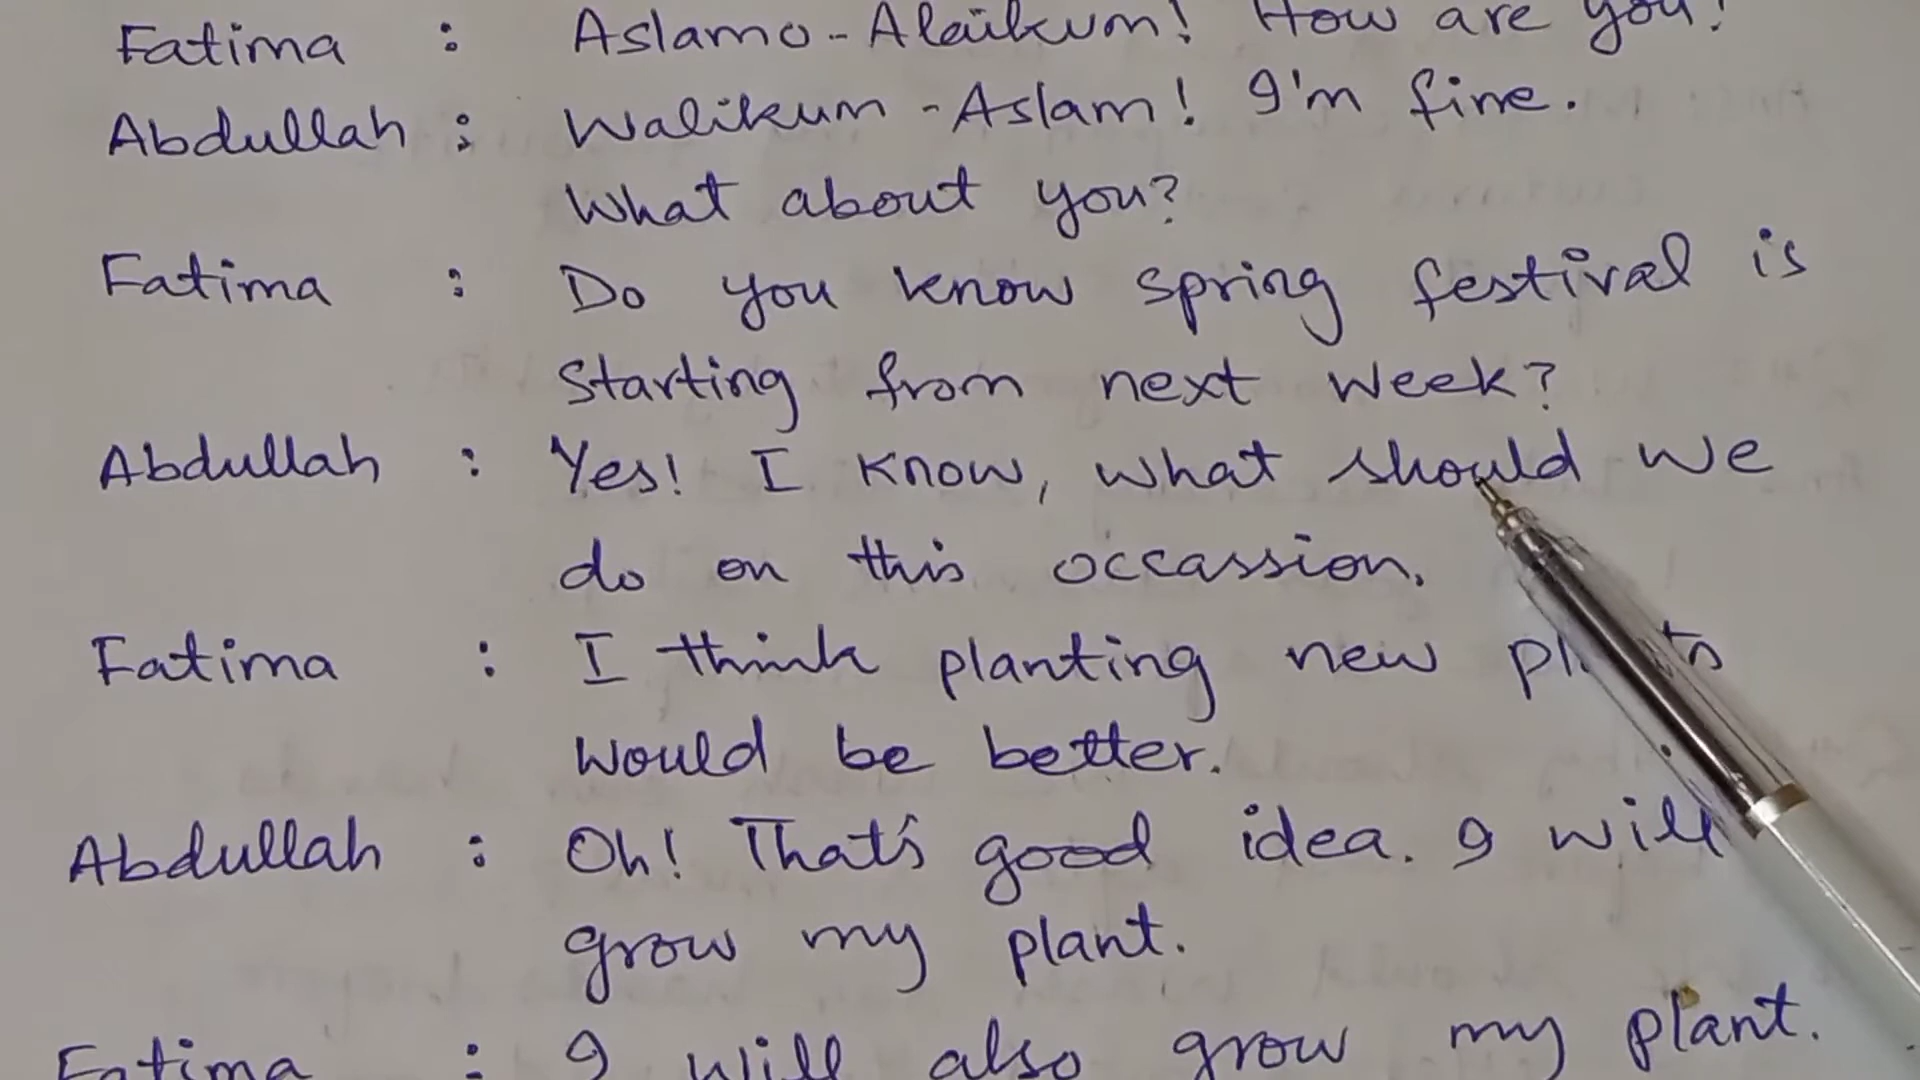 Fatima : Aslamo-Alaikum! How are you?
Abdullah : Walikum-Aslam! I'm fine.
What about you?
Fatima : Do you know spring festival is
starting from next week?
Abdullah : Yes! I know, what should we
do on this occassion.
Fatima : I think planting new plants
would be better.
Abdullah : Oh! That's good idea. I will
grow my plant.
Fatima : I will also grow my plant.